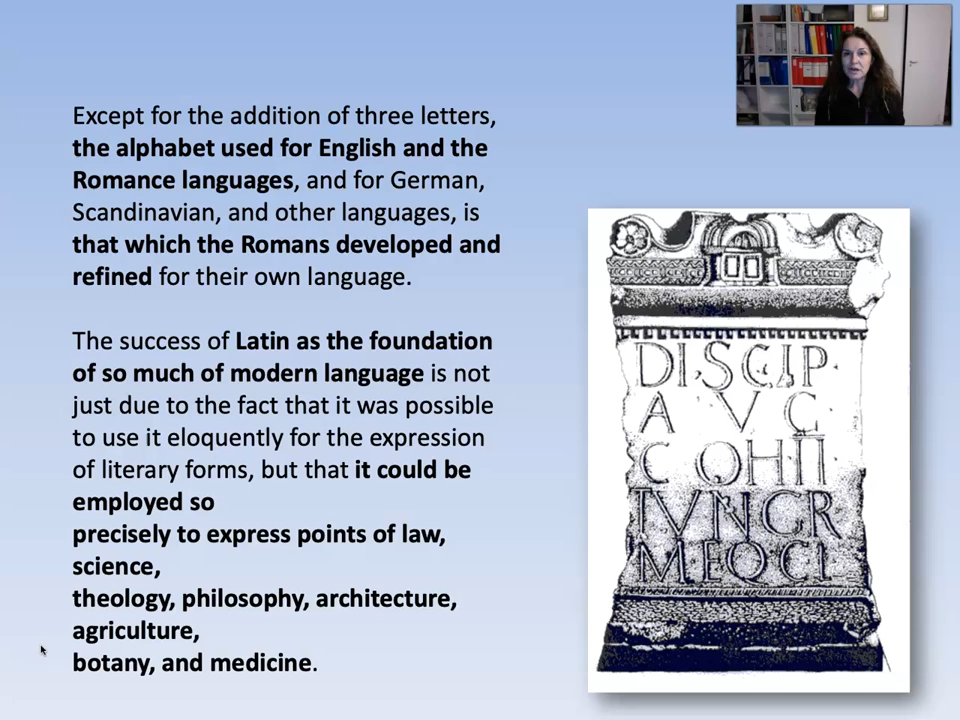 Except for the addition of three letters,
the alphabet used for English and the
Romance languages, and for German,
Scandinavian, and other languages, is
that which the Romans developed and
refined for their own language.
The success of Latin as the foundation
of so much of modern language is not
just due to the fact that it was possible
to use it eloquently for the expression
of literary forms, but that it could be
employed so
precisely to express points of law,
science,
theology, philosophy, architecture,
agriculture,
botany, and medicine.
DISCIP
AVC
COH II
TVNGR
MEQCL